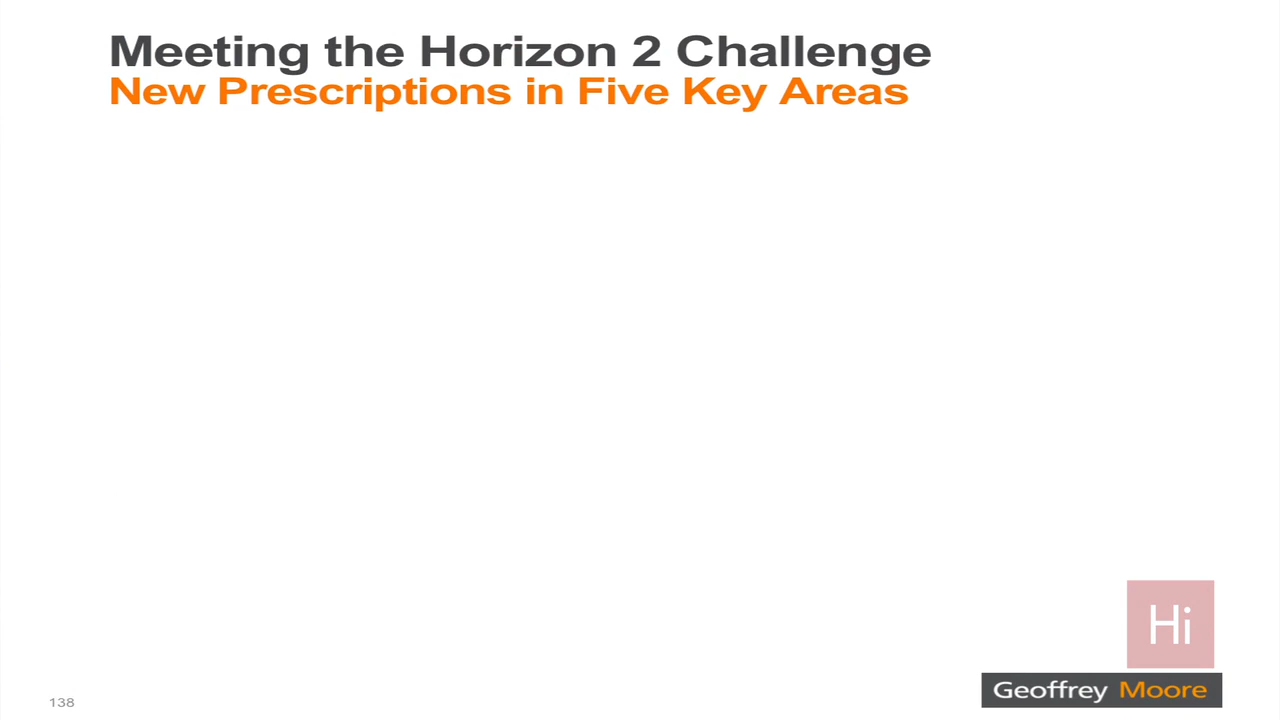 Meeting the Horizon 2 Challenge
New Prescriptions in Five Key Areas
Hi
Geoffrey Moore
138